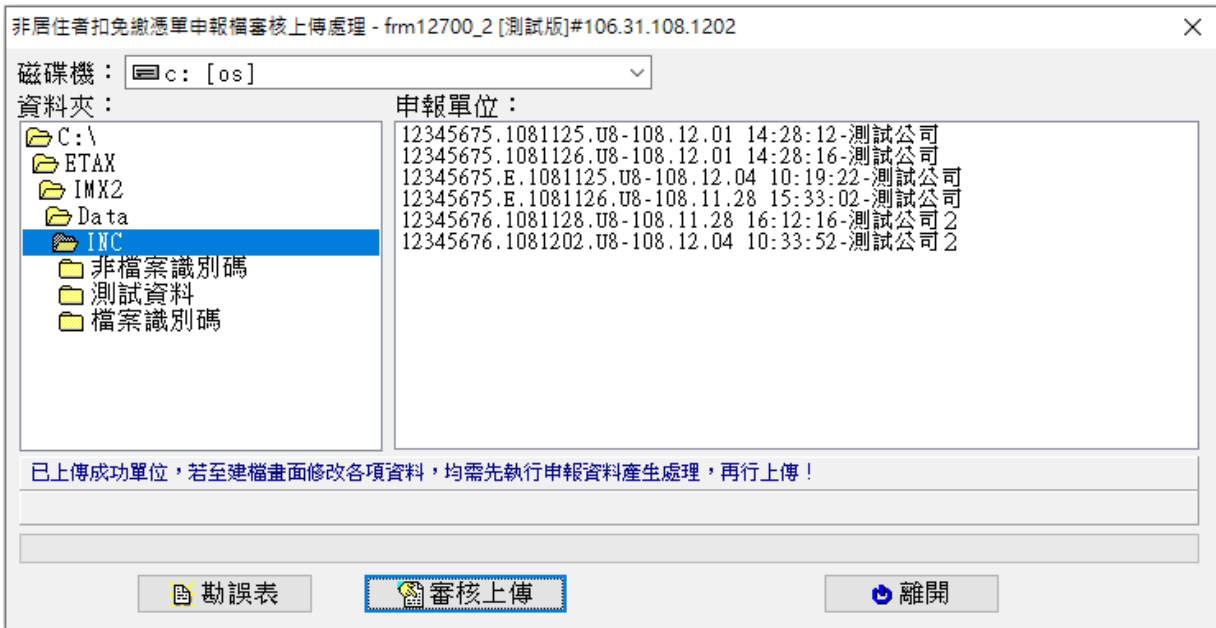 非居住者扣免繳憑單申報檔審核上傳處理 - frm12700_2 [測試版]#106.31.108.1202
磁碟機：
c: [os]
資料夾：
申報單位：
C:\
ETAX
IMX2
Data
INC
非檔案識別碼
測試資料
檔案識別碼
12345675.1081125.U8-108.12.01 14:28:12-測試公司
12345675.1081126.U8-108.12.01 14:28:16-測試公司
12345675.E.1081125.U8-108.12.04 10:19:22-測試公司
12345675.E.1081126.U8-108.11.28 15:33:02-測試公司
12345676.1081128.U8-108.11.28 16:12:16-測試公司２
12345676.1081202.U8-108.12.04 10:33:52-測試公司２
已上傳成功單位，若至建檔畫面修改各項資料，均需先執行申報資料產生處理，再行上傳！
勘誤表
審核上傳
離開